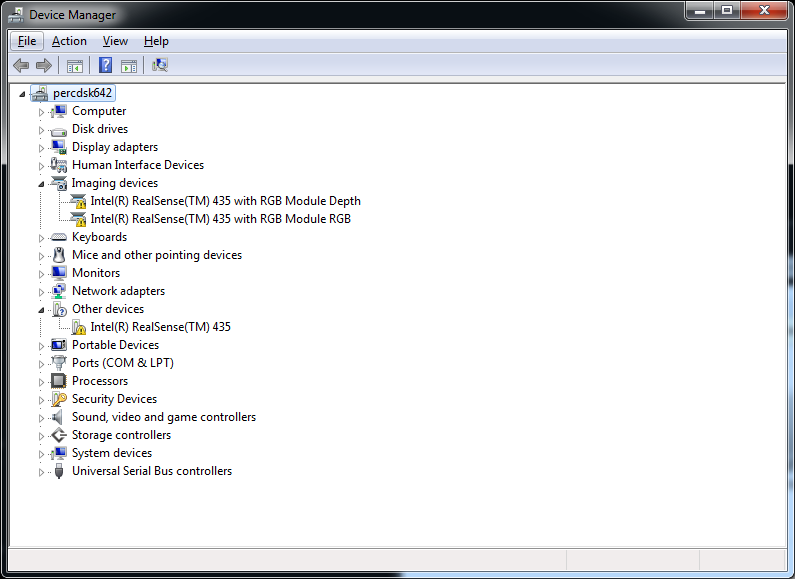 Device Manager
File Action View Help
percdsk642
Computer
Disk drives
Display adapters
Human Interface Devices
Imaging devices
Intel(R) RealSense(TM) 435 with RGB Module Depth
Intel(R) RealSense(TM) 435 with RGB Module RGB
Keyboards
Mice and other pointing devices
Monitors
Network adapters
Other devices
Intel(R) RealSense(TM) 435
Portable Devices
Ports (COM & LPT)
Processors
Security Devices
Sound, video and game controllers
Storage controllers
System devices
Universal Serial Bus controllers